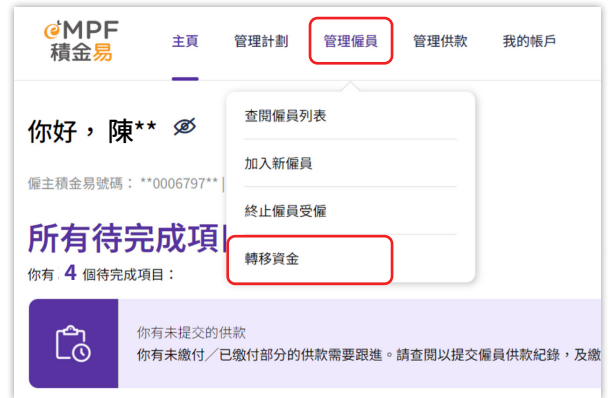 eMPF
積金易
主頁 管理計劃 管理僱員 管理供款 我的帳戶
查閱僱員列表
加入新僱員
終止僱員受僱
轉移資金
你好，陳**
僱主積金易號碼： **0006797** |
所有待完成項
你有 4 個待完成項目：
你有未提交的供款
你有未繳付／已繳付部分的供款需要跟進。請查閱以提交僱員供款紀錄，及繳